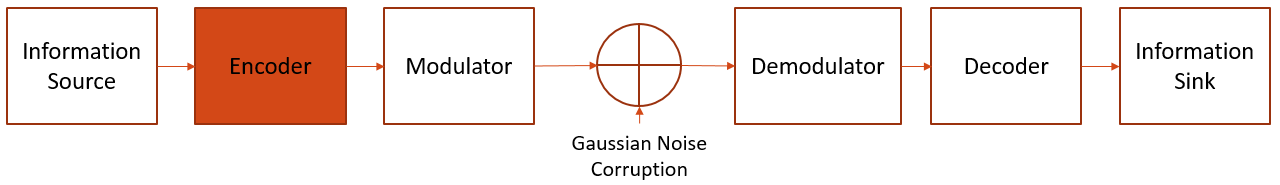 Information
Source
Encoder
Modulator
Gaussian Noise
Corruption
Demodulator
Decoder
Information
Sink